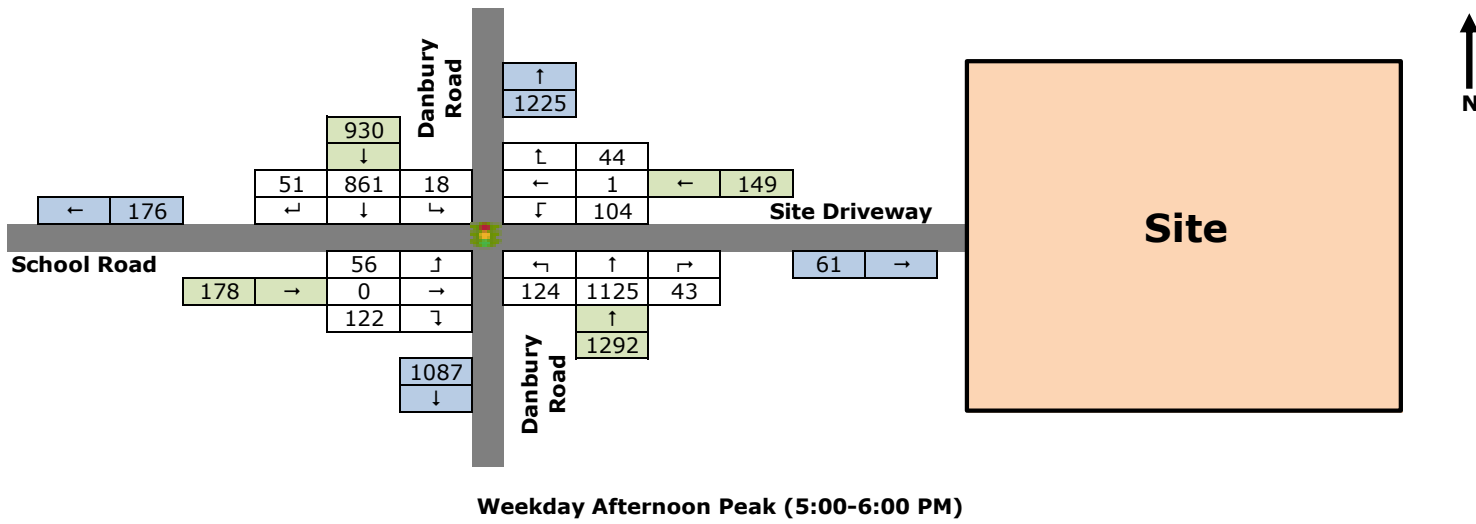 Danbury Road
↑
1225
N
930
↓
↰ 44
51 861 18
← 1 ← 149
← 176
↵ ↓ ↳
↓ 104
Site Driveway
Site
School Road
56 ↑
← ↑ →
61 →
178 → 0 →
124 1125 43
122 ↴
↑
1292
1087
↓
Danbury Road
Weekday Afternoon Peak (5:00-6:00 PM)